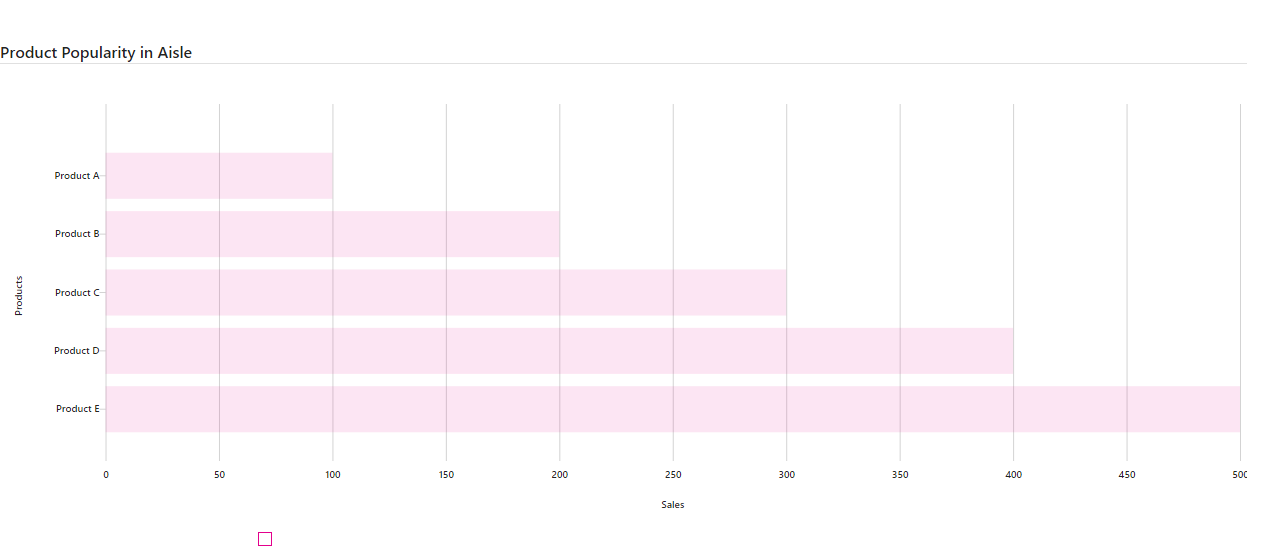 Product Popularity in Aisle
Product A
Product B
Product C
Product D
Product E
Products
0 50 100 150 200 250 300 350 400 450 500
Sales